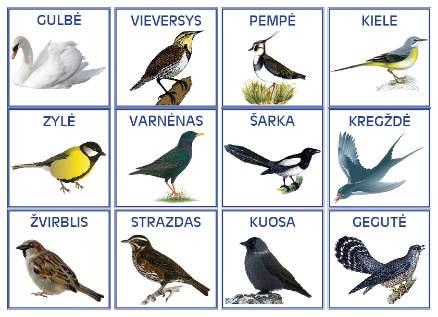 GULBĖ VIEVERSYS PEMPĖ KIELE
ZYLĖ VARNĖNAS ŠARKA KREGŽDĖ
ŽVIRBLIS STRAZDAS KUOSA GEGUTĖ